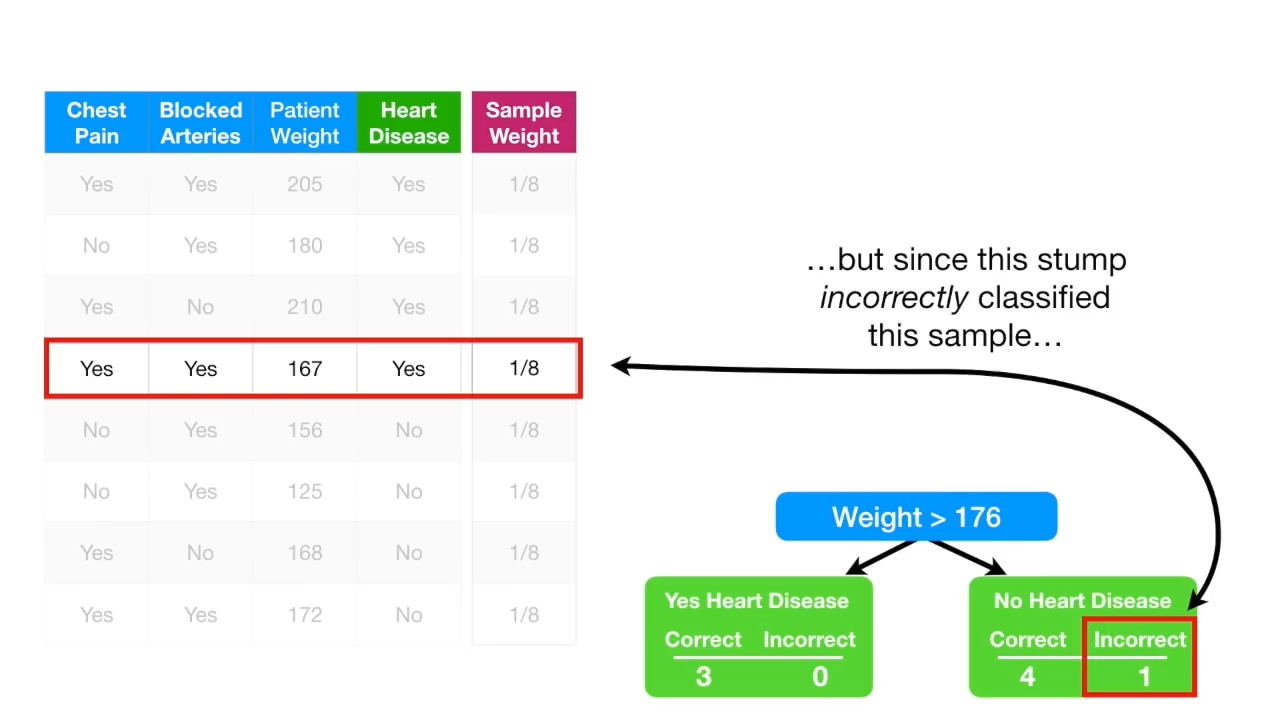 Chest Pain Blocked Arteries Patient Weight Heart Disease Sample Weight
Yes Yes 205 Yes 1/8
No Yes 180 Yes 1/8
Yes No 210 Yes 1/8
Yes Yes 167 Yes 1/8
No Yes 156 No 1/8
No Yes 125 No 1/8
Yes No 168 No 1/8
Yes Yes 172 No 1/8
…but since this stump
incorrectly classified
this sample…
Weight > 176
Yes Heart Disease
Correct Incorrect
3 0
No Heart Disease
Correct Incorrect
4 1